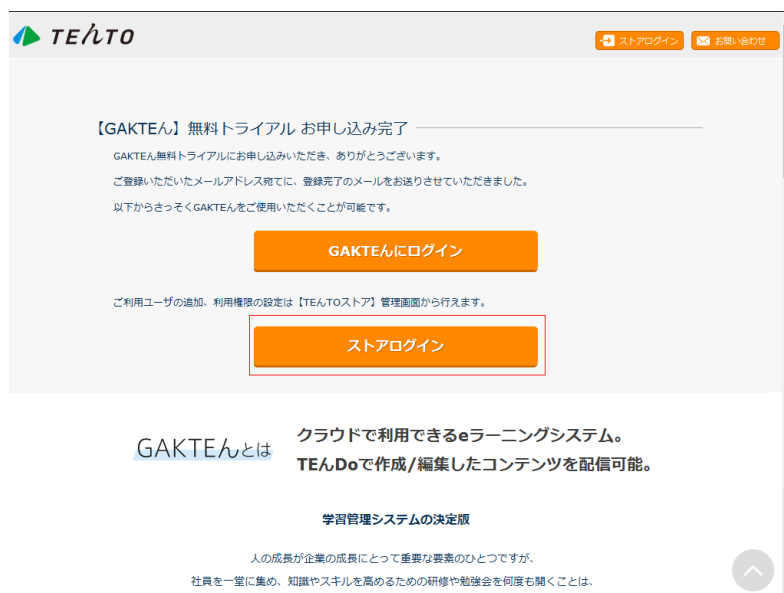 TEんTO
ストアログイン
お問い合わせ
【GAKTEん】無料トライアル お申し込み完了
GAKTEん無料トライアルにお申し込みいただき、ありがとうございます。
ご登録いただいたメールアドレス宛てに、登録完了のメールをお送りさせていただきました。
以下からさっそくGAKTEんをご使用いただくことが可能です。
GAKTEんにログイン
ご利用ユーザの追加、利用権限の設定は【TEんTOストア】管理画面から行えます。
ストアログイン
GAKTEんとは
クラウドで利用できるeラーニングシステム。
TEんDoで作成/編集したコンテンツを配信可能。
学習管理システムの決定版
人の成長が企業の成長にとって重要な要素のひとつですが、
社員を一堂に集め、知識やスキルを高めるための研修や勉強会を何度も開くことは、